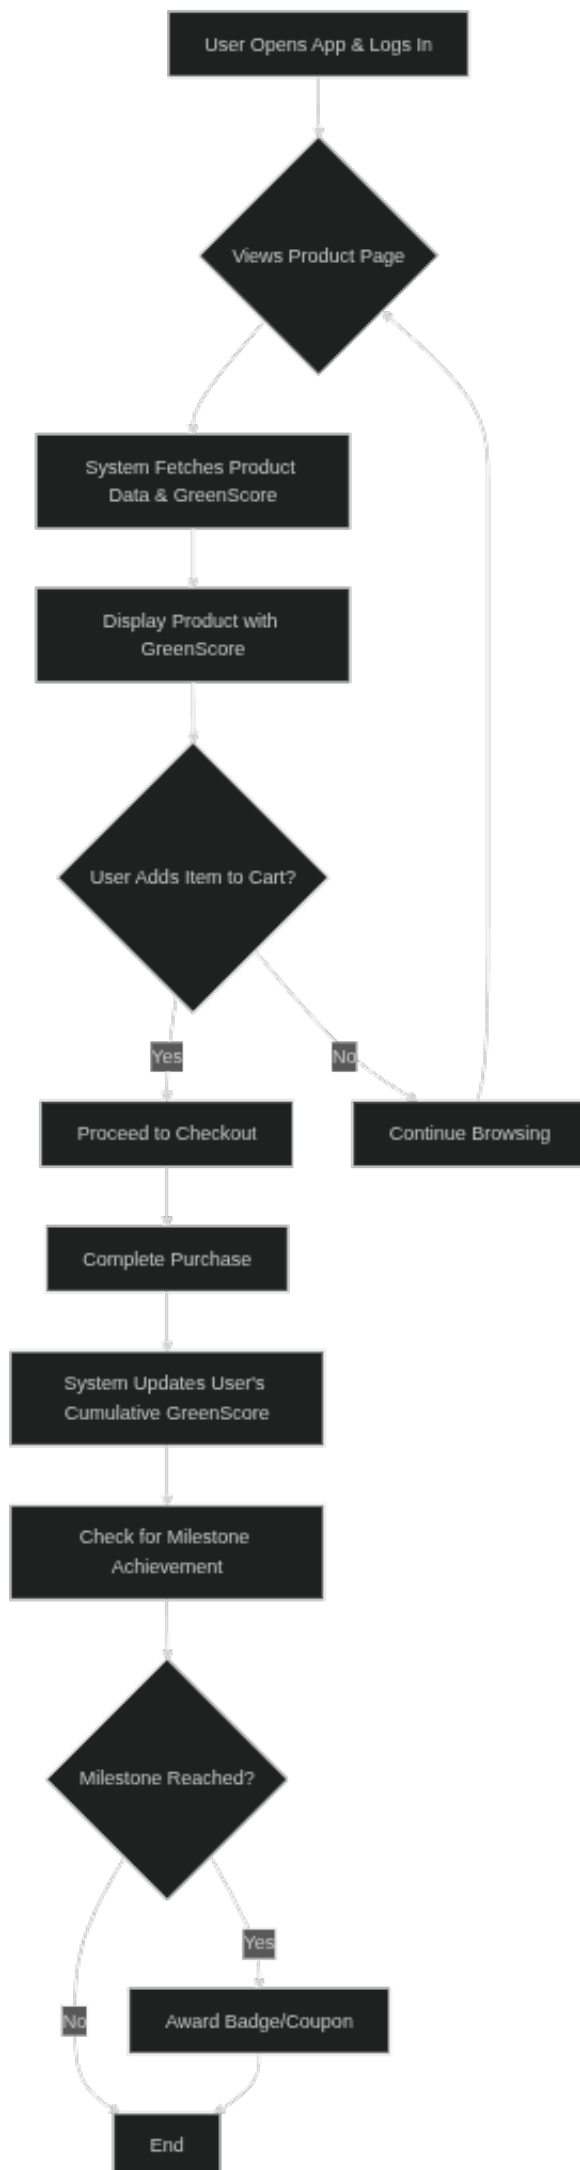 User Opens App & Logs In
Views Product Page
System Fetches Product
Data & GreenScore
Display Product with
GreenScore
User Adds Item to Cart?
Yes
No
Proceed to Checkout
Continue Browsing
Complete Purchase
System Updates User's
Cumulative GreenScore
Check for Milestone
Achievement
Milestone Reached?
Yes
No
Award Badge/Coupon
End